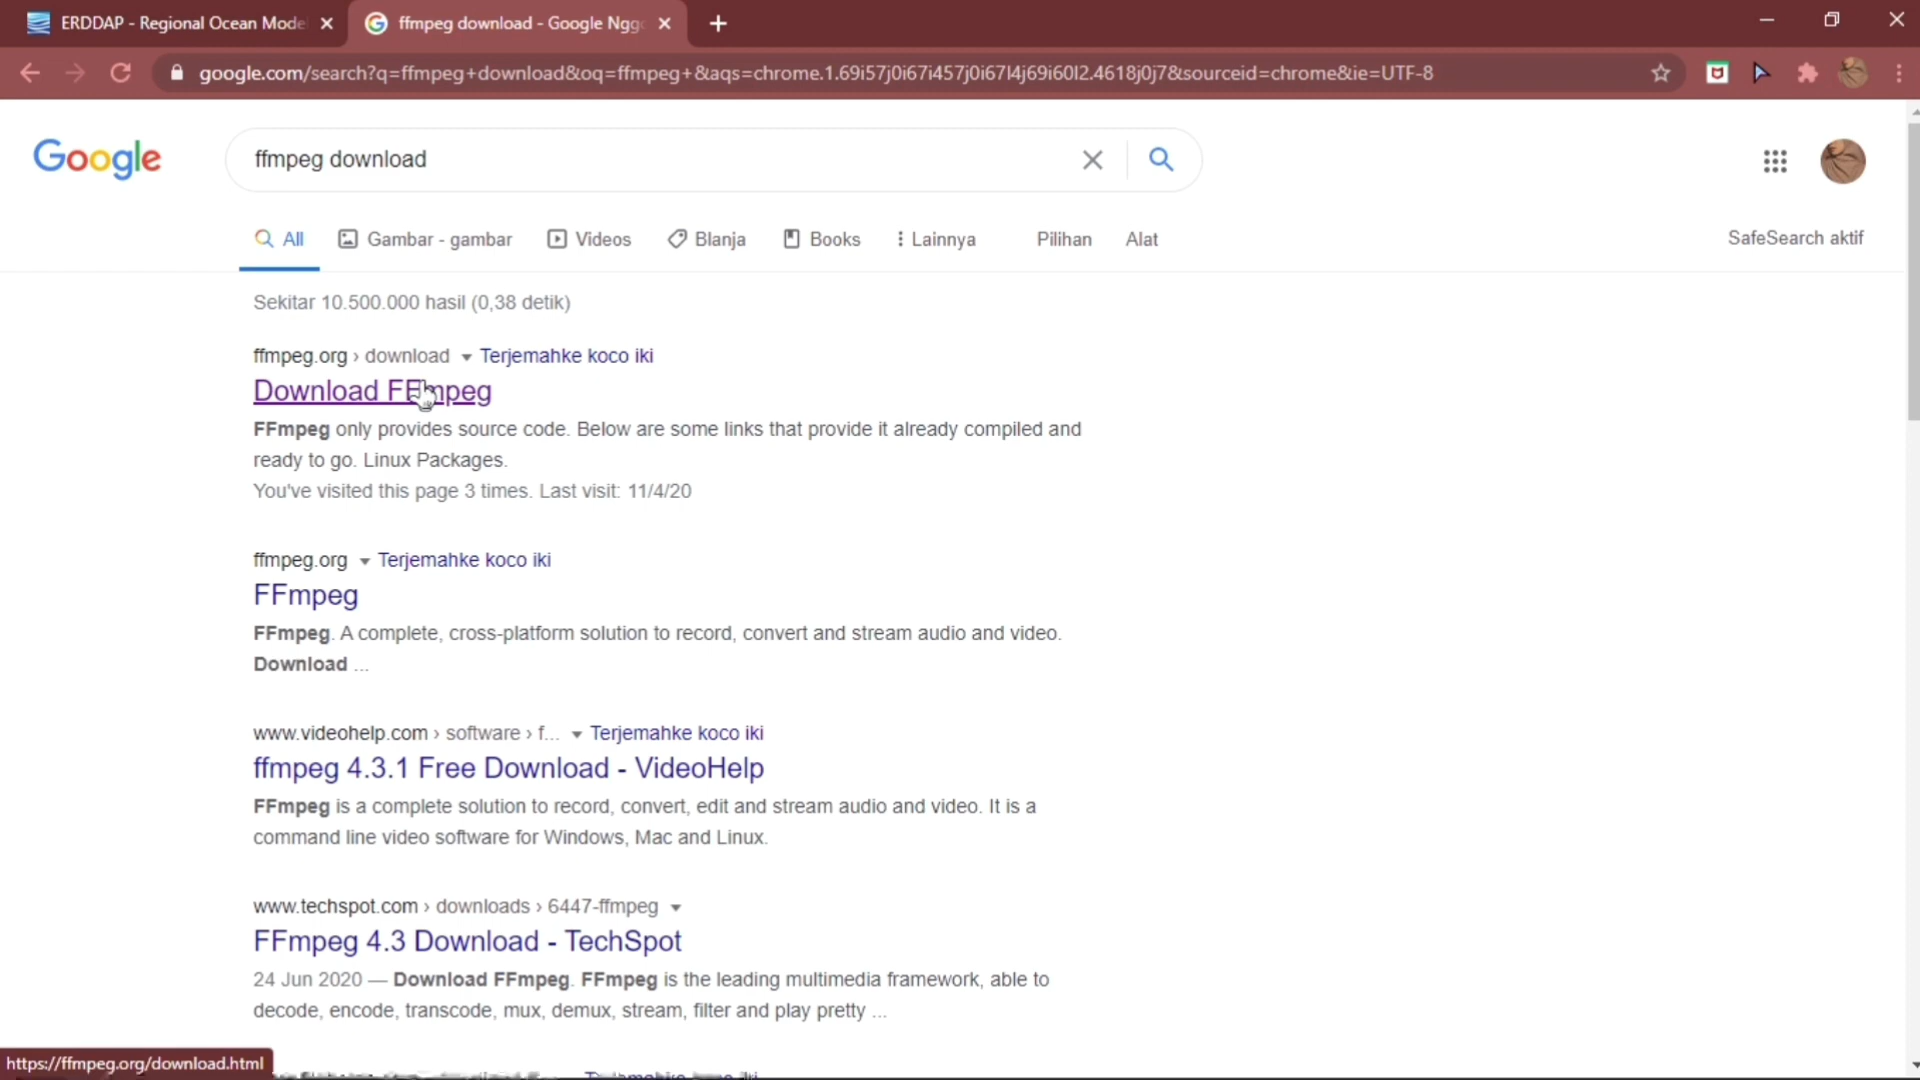 ERDDAP - Regional Ocean Mode
ffmpeg download - Google Ngg
google.com/search?q=ffmpeg+download&oq=ffmpeg+&aqs=chrome.1.69i57j0i67i457j0i67l4j69i60l2.4618j0j7&sourceid=chrome&ie=UTF-8
Google
ffmpeg download
All Gambar - gambar Videos Blanja Books Lainnya Pilihan Alat SafeSearch aktif
Sekitar 10.500.000 hasil (0,38 detik)
ffmpeg.org › download Terjemahke koco iki
Download FFmpeg
FFmpeg only provides source code. Below are some links that provide it already compiled and
ready to go. Linux Packages.
You've visited this page 3 times. Last visit: 11/4/20
ffmpeg.org Terjemahke koco iki
FFmpeg
FFmpeg. A complete, cross-platform solution to record, convert and stream audio and video.
Download ...
www.videohelp.com › software › f... Terjemahke koco iki
ffmpeg 4.3.1 Free Download - VideoHelp
FFmpeg is a complete solution to record, convert, edit and stream audio and video. It is a
command line video software for Windows, Mac and Linux.
www.techspot.com › downloads › 6447-ffmpeg
FFmpeg 4.3 Download - TechSpot
24 Jun 2020 — Download FFmpeg. FFmpeg is the leading multimedia framework, able to
decode, encode, transcode, mux, demux, stream, filter and play pretty ...
https://ffmpeg.org/download.html